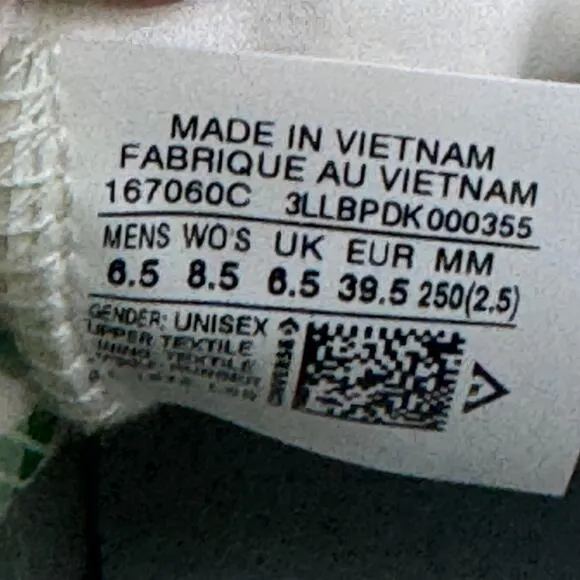 MADE IN VIETNAM
FABRIQUE AU VIETNAM
167060C 3LLBPDK000355
MENS WO'S UK EUR MM
6.5 8.5 6.5 39.5 250(2.5)
GENDER: UNISEX
UPPER TEXTILE
TEXTILE